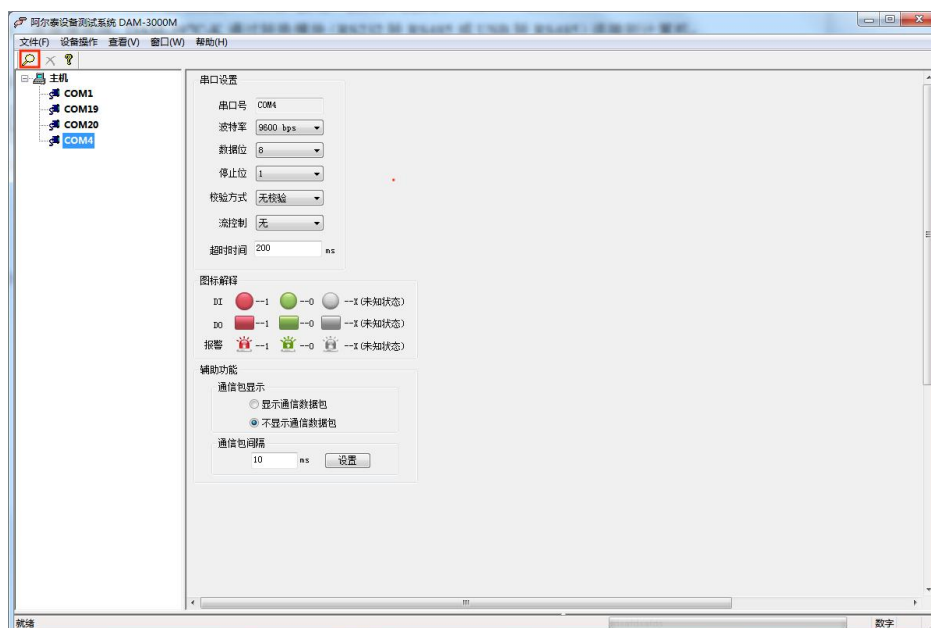 阿尔泰设备测试系统 DAM-3000M
文件(F) 设备操作 查看(V) 窗口(W) 帮助(H)
主机
COM1
COM19
COM20
COM4
串口设置
串口号 COM4
波特率 9600 bps
数据位 8
停止位 1
校验方式 无校验
流控制 无
超时时间 200 ms
图标解释
DI --1 --0 --X(未知状态)
DO --1 --0 --X(未知状态)
报警 --1 --0 --X(未知状态)
辅助功能
通信包显示
显示通信数据包
不显示通信数据包
通信包间隔
10 ms 设置
就绪 数字